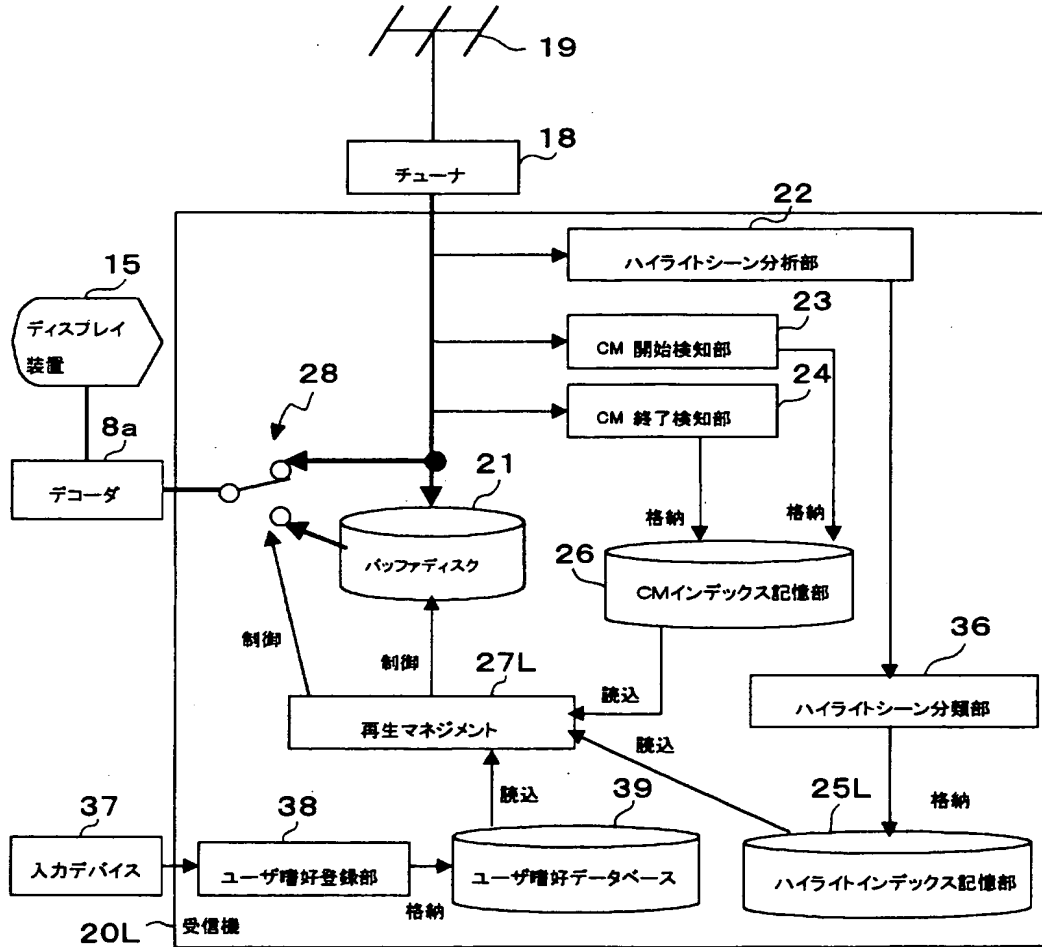 19
18
チューナ
22
ハイライトシーン分析部
15
ディスプレイ
装置
23
CM 開始検知部
24
CM 終了検知部
28
8a
デコーダ
21
バッファディスク
格納
格納
26
CMインデックス記憶部
制御
制御
27L
再生マネジメント
読込
36
ハイライトシーン分類部
読込
読込
格納
37
入力デバイス
38
ユーザ嗜好登録部
格納
39
ユーザ嗜好データベース
25L
ハイライトインデックス記憶部
受信機
20L